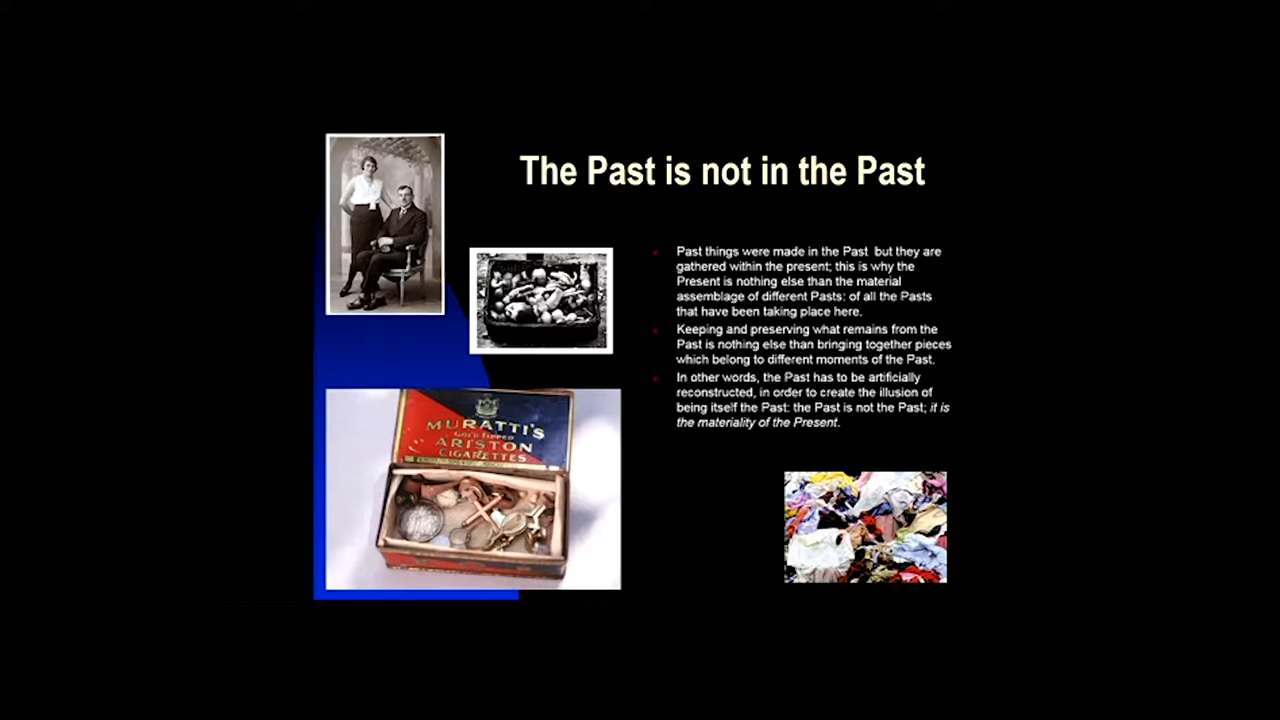 The Past is not in the Past
Past things were made in the Past but they are
gathered within the present; this is why the
Present is nothing else than the material
assemblage of different Pasts: of all the Pasts
that have been taking place here.
Keeping and preserving what remains from the
Past is nothing else than bringing together pieces
which belong to different moments of the Past.
In other words, the Past has to be artificially
reconstructed, in order to create the illusion of
being itself the Past: the Past is not the Past; it is
the materiality of the Present.
MURATTI'S
GOLD TIPPED
ARISTON
CIGARETTES